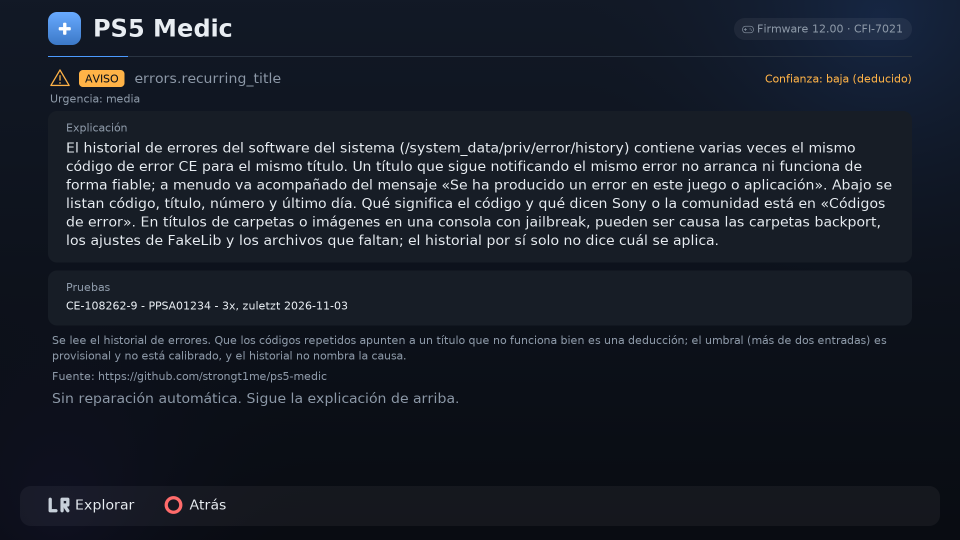 PS5 Medic
Firmware 12.00 · CFI-7021
AVISO errors.recurring_title
Confianza: baja (deducido)
Urgencia: media
Explicación
El historial de errores del software del sistema (/system_data/priv/error/history) contiene varias veces el mismo
código de error CE para el mismo título. Un título que sigue notificando el mismo error no arranca ni funciona de
forma fiable; a menudo va acompañado del mensaje «Se ha producido un error en este juego o aplicación». Abajo se
listan código, título, número y último día. Qué significa el código y qué dicen Sony o la comunidad está en «Códigos
de error». En títulos de carpetas o imágenes en una consola con jailbreak, pueden ser causa las carpetas backport,
los ajustes de FakeLib y los archivos que faltan; el historial por sí solo no dice cuál se aplica.
Pruebas
CE-108262-9 - PPSA01234 - 3x, zuletzt 2026-11-03
Se lee el historial de errores. Que los códigos repetidos apunten a un título que no funciona bien es una deducción; el umbral (más de dos entradas) es
provisional y no está calibrado, y el historial no nombra la causa.
Fuente: https://github.com/strongt1me/ps5-medic
Sin reparación automática. Sigue la explicación de arriba.
LR Explorar
Atrás